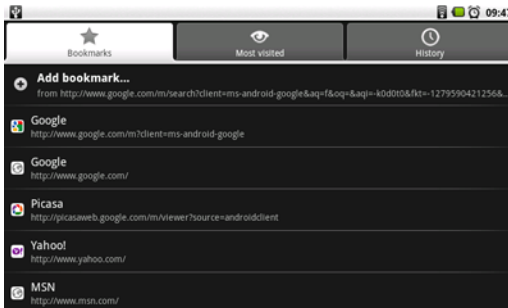 09:47
Bookmarks
Most visited
History
Add bookmark...
from http://www.google.com/m/search?client=ms-android-google&aq=f&oq=&aqi=-k0d0t0&fkt=-1279590421256&..
Google
http://www.google.com/m?client=ms-android-google
Google
http://www.google.com/
Picasa
http://picasaweb.google.com/m/viewer?source=androidclient
Yahoo!
http://www.yahoo.com/
MSN
http://www.msn.com/